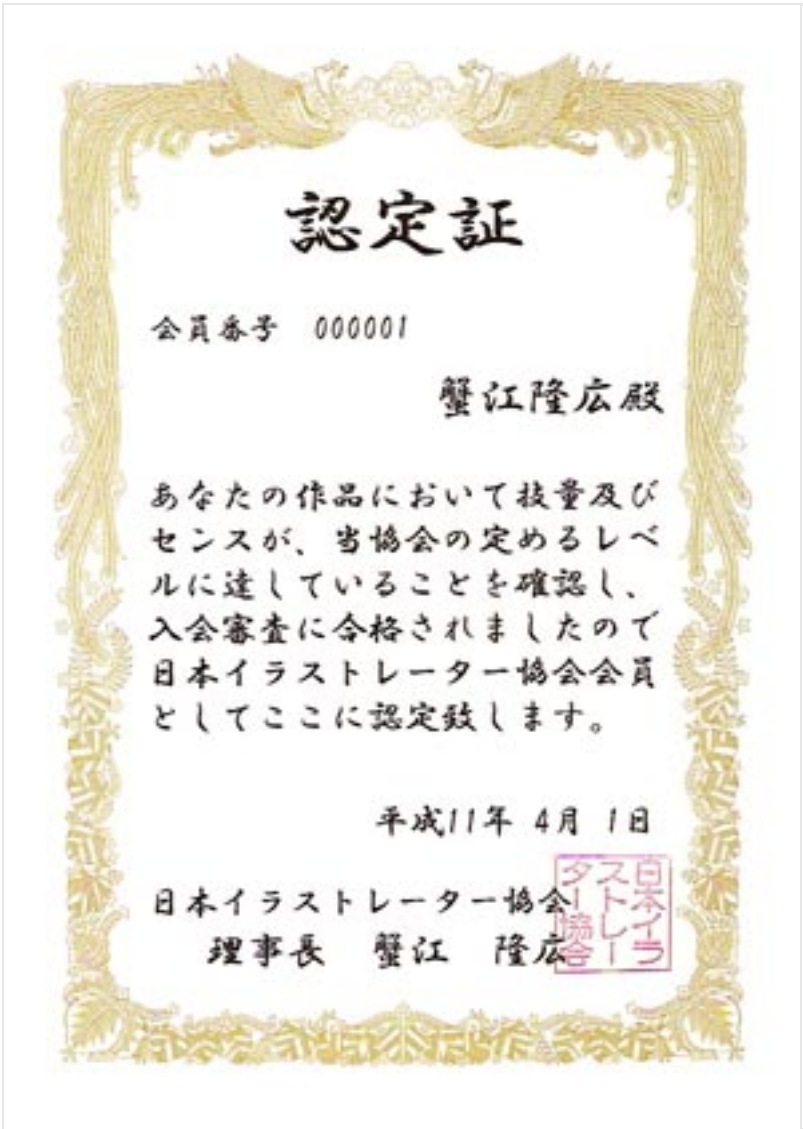 認定証
会員番号　000001
蟹江隆広殿
あなたの作品において技量及び
センスが、当協会の定めるレベ
ルに達していることを確認し、
入会審査に合格されましたので
日本イラストレーター協会会員
としてここに認定致します。
平成11年 4月 1日
日本イラストレーター協会
理事長　蟹江　隆広
日本イラ
ストレー
ター協会